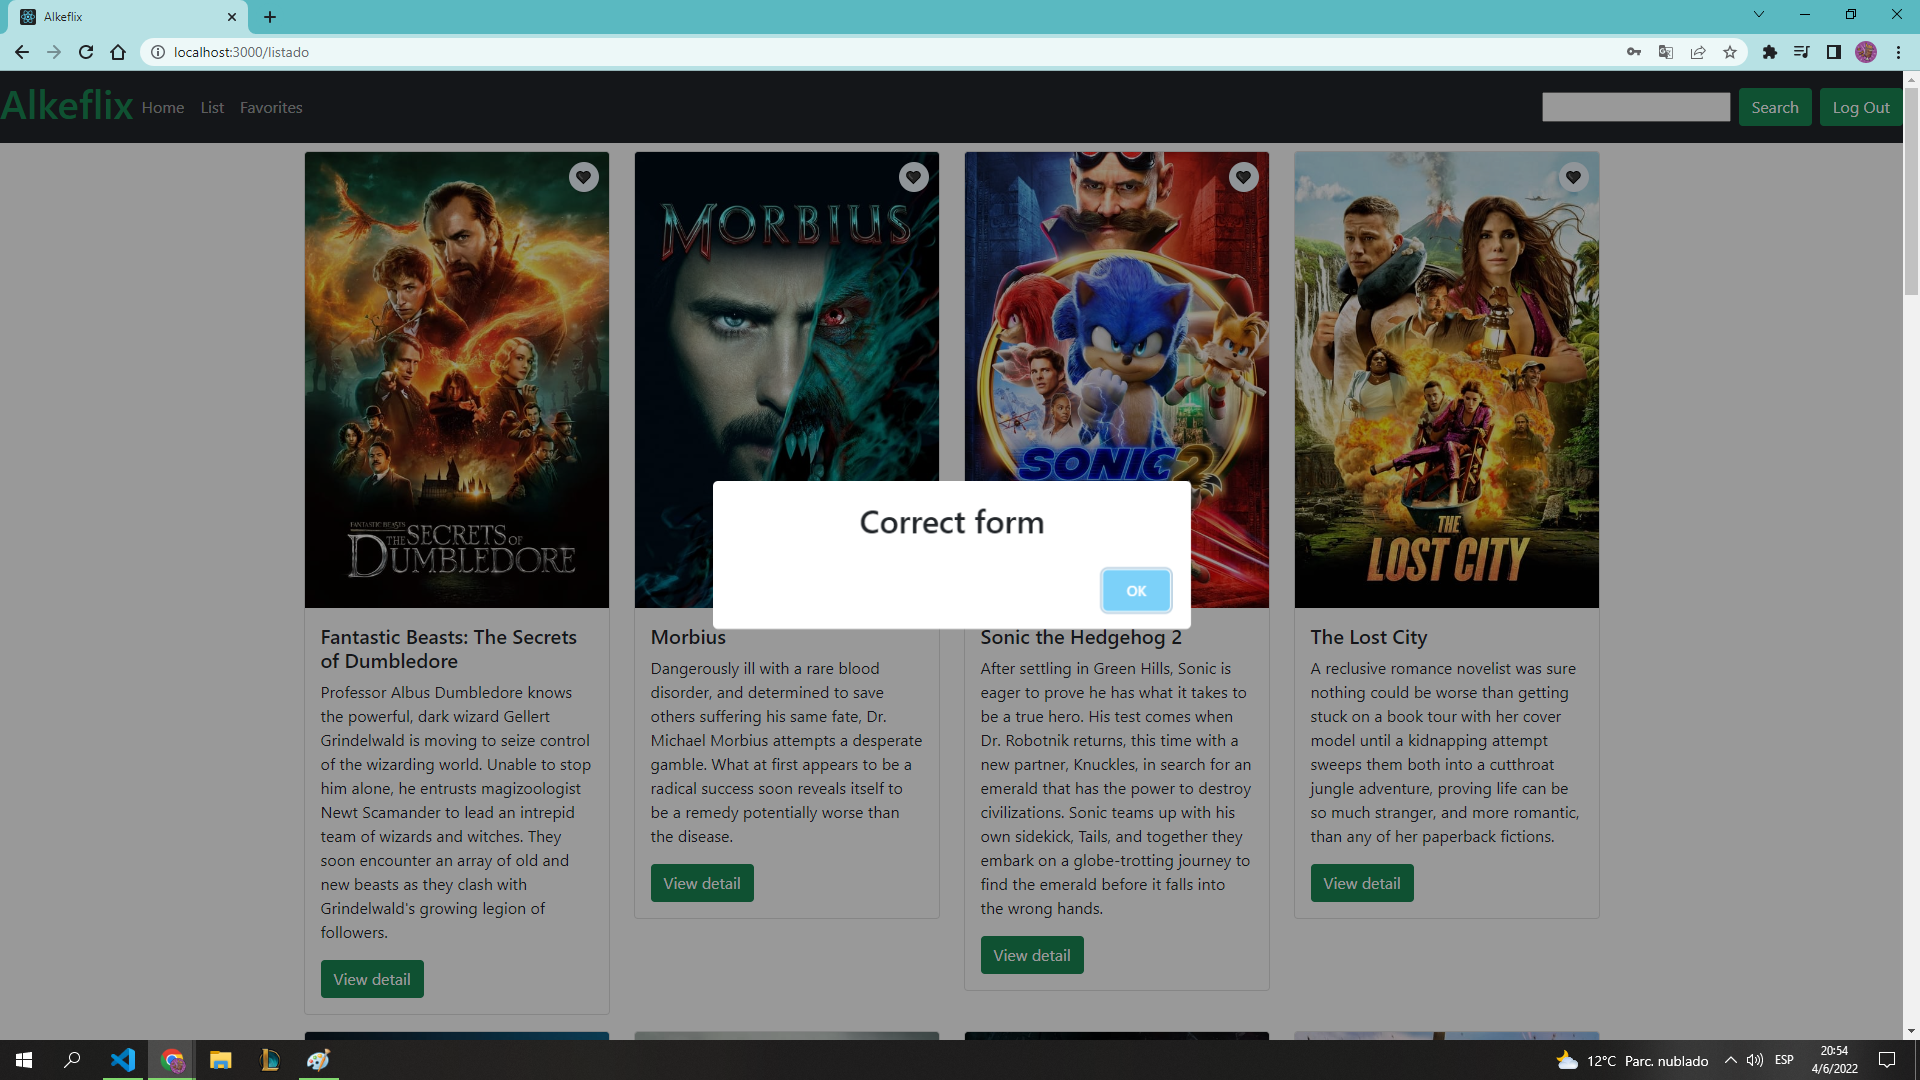 Alkeflix
localhost:3000/listado
Alkeflix Home List Favorites
Search Log Out
MORBIUS
SONIC 2
FANTASTIC BEASTS
THE SECRETS OF
DUMBLEDORE
THE
LOST CITY
Correct form
OK
Fantastic Beasts: The Secrets
of Dumbledore
Professor Albus Dumbledore knows
the powerful, dark wizard Gellert
Grindelwald is moving to seize control
of the wizarding world. Unable to stop
him alone, he entrusts magizoologist
Newt Scamander to lead an intrepid
team of wizards and witches. They
soon encounter an array of old and
new beasts as they clash with
Grindelwald's growing legion of
followers.
View detail
Morbius
Dangerously ill with a rare blood
disorder, and determined to save
others suffering his same fate, Dr.
Michael Morbius attempts a desperate
gamble. What at first appears to be a
radical success soon reveals itself to
be a remedy potentially worse than
the disease.
View detail
Sonic the Hedgehog 2
After settling in Green Hills, Sonic is
eager to prove he has what it takes to
be a true hero. His test comes when
Dr. Robotnik returns, this time with a
new partner, Knuckles, in search for an
emerald that has the power to destroy
civilizations. Sonic teams up with his
own sidekick, Tails, and together they
embark on a globe-trotting journey to
find the emerald before it falls into
the wrong hands.
View detail
The Lost City
A reclusive romance novelist was sure
nothing could be worse than getting
stuck on a book tour with her cover
model until a kidnapping attempt
sweeps them both into a cutthroat
jungle adventure, proving life can be
so much stranger, and more romantic,
than any of her paperback fictions.
View detail
12°C Parc. nublado
ESP
20:54
4/6/2022